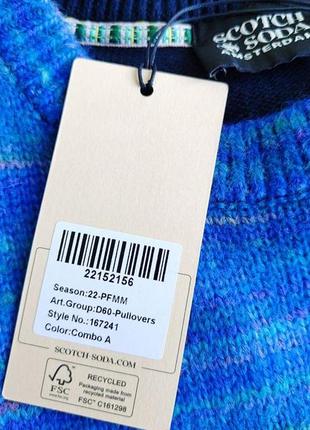 SCOTCH
SODA
AMSTERDAM
22152156
Season:22-PFMM
Art.Group:D60-Pullovers
Style No.:167241
Color:Combo A
SCOTCH-SODA.COM
FSC
RECYCLED
Packaging made from
recycled material
FSC® C161298